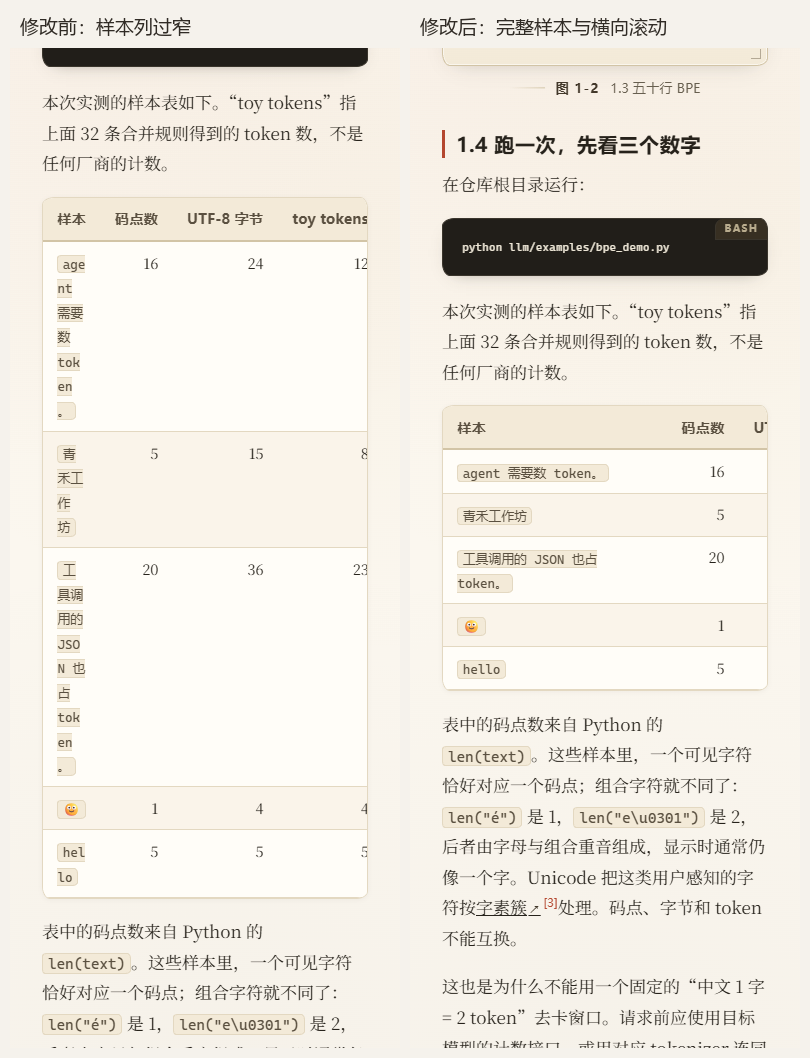 修改前：样本列过窄
本次实测的样本表如下。“toy tokens”指
上面 32 条合并规则得到的 token 数，不是
任何厂商的计数。
样本 码点数 UTF-8 字节 toy tokens
age
nt
需要
数
tok
en
。 16 24 12
青
禾工
作
坊 5 15 8
工
具调
用的
JSO
N 也
占
tok
en
。 20 36 23
😀 1 4 4
hel
lo 5 5 5
表中的码点数来自 Python 的
len(text)。这些样本里，一个可见字符
恰好对应一个码点；组合字符就不同了：
len("é") 是 1，len("e\u0301") 是 2，
修改后：完整样本与横向滚动
图 1-2 1.3 五十行 BPE
1.4 跑一次，先看三个数字
在仓库根目录运行：
BASH
python llm/examples/bpe_demo.py
本次实测的样本表如下。“toy tokens”指
上面 32 条合并规则得到的 token 数，不是
任何厂商的计数。
样本 码点数 UT
agent 需要数 token。 16
青禾工作坊 5
工具调用的 JSON 也占
token。 20
😀 1
hello 5
表中的码点数来自 Python 的
len(text)。这些样本里，一个可见字符
恰好对应一个码点；组合字符就不同了：
len("é") 是 1，len("e\u0301") 是 2，
后者由字母与组合重音组成，显示时通常仍
像一个字。Unicode 把这类用户感知的字
符按字素簇↗[3]处理。码点、字节和 token
不能互换。
这也是为什么不能用一个固定的“中文 1 字
= 2 token”去卡窗口。请求前应使用目标
模型的计数接口，或用对应 tokenizer 连同